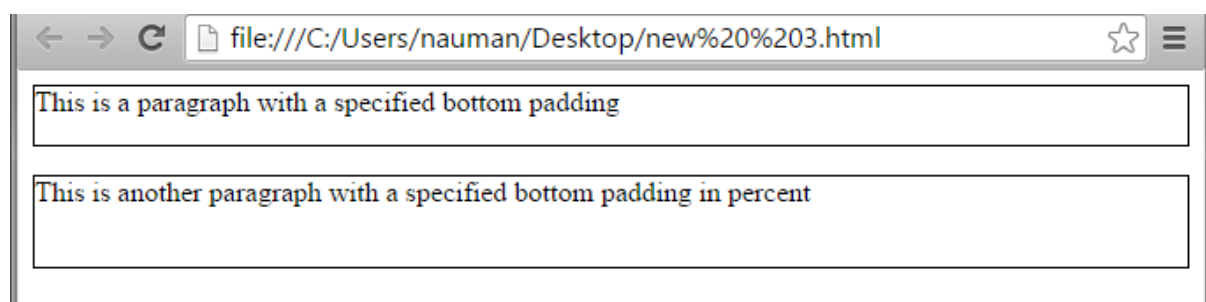 file:///C:/Users/nauman/Desktop/new%20%203.html
This is a paragraph with a specified bottom padding
This is another paragraph with a specified bottom padding in percent